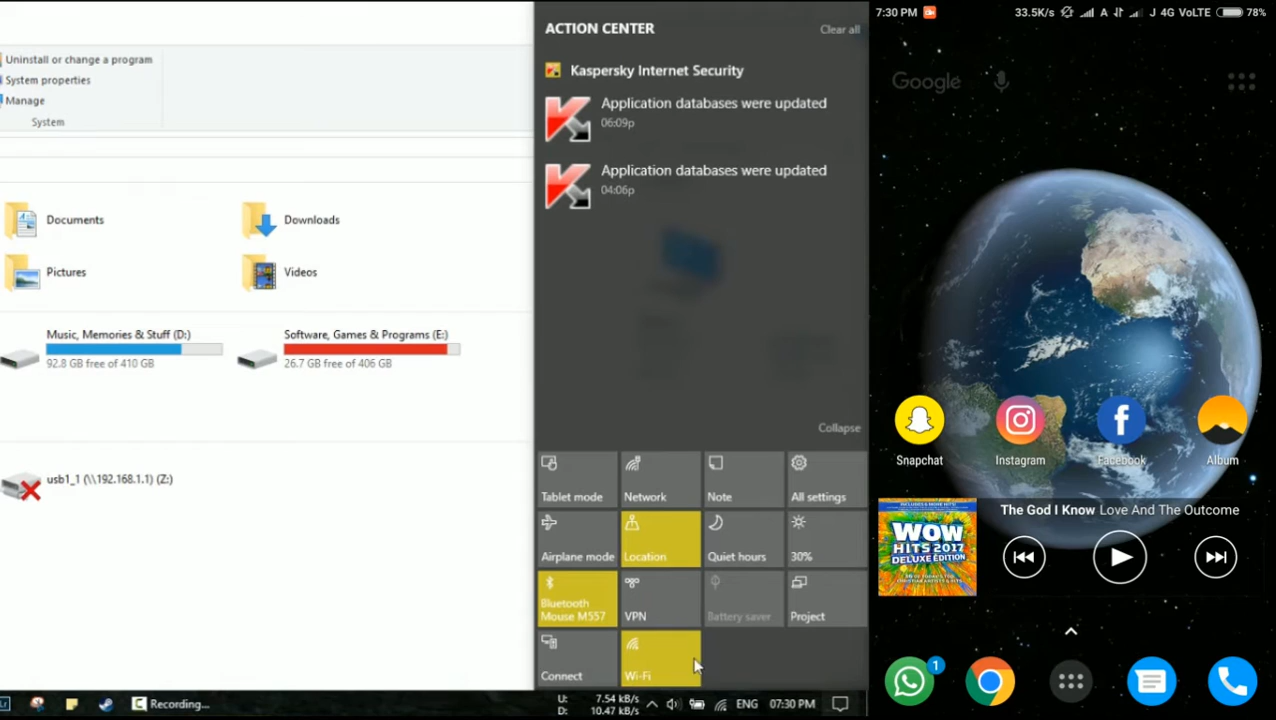 Uninstall or change a program
System properties
Manage
System
Documents
Downloads
Pictures
Videos
Music, Memories & Stuff (D:)
92.8 GB free of 410 GB
Software, Games & Programs (E:)
26.7 GB free of 406 GB
usb1_1 (\\192.168.1.1) (Z:)
Recording...
ACTION CENTER
Clear all
Kaspersky Internet Security
Application databases were updated
06:09p
Application databases were updated
04:06p
Collapse
Tablet mode
Network
Note
All settings
Airplane mode
Location
Quiet hours
30%
Bluetooth
Mouse M557
VPN
Battery saver
Project
Connect
Wi-Fi
U: 7.54 kB/s
D: 10.47 kB/s
ENG
07:30 PM
7:30 PM
33.5K/s
A
J 4G VoLTE
78%
Google
Snapchat
Instagram
Facebook
Album
WOW
HITS 2017
DELUXE EDITION
The God I Know Love And The Outcome
1